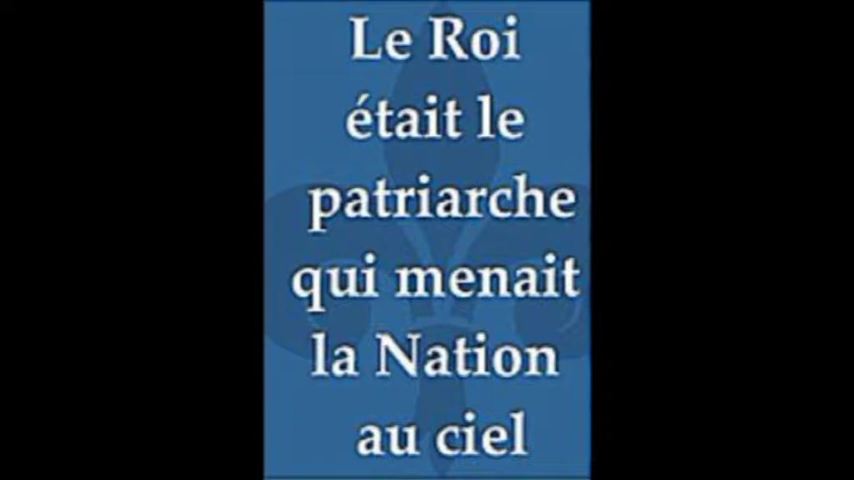 Le Roi
était le
patriarche
qui menait
la Nation
au ciel